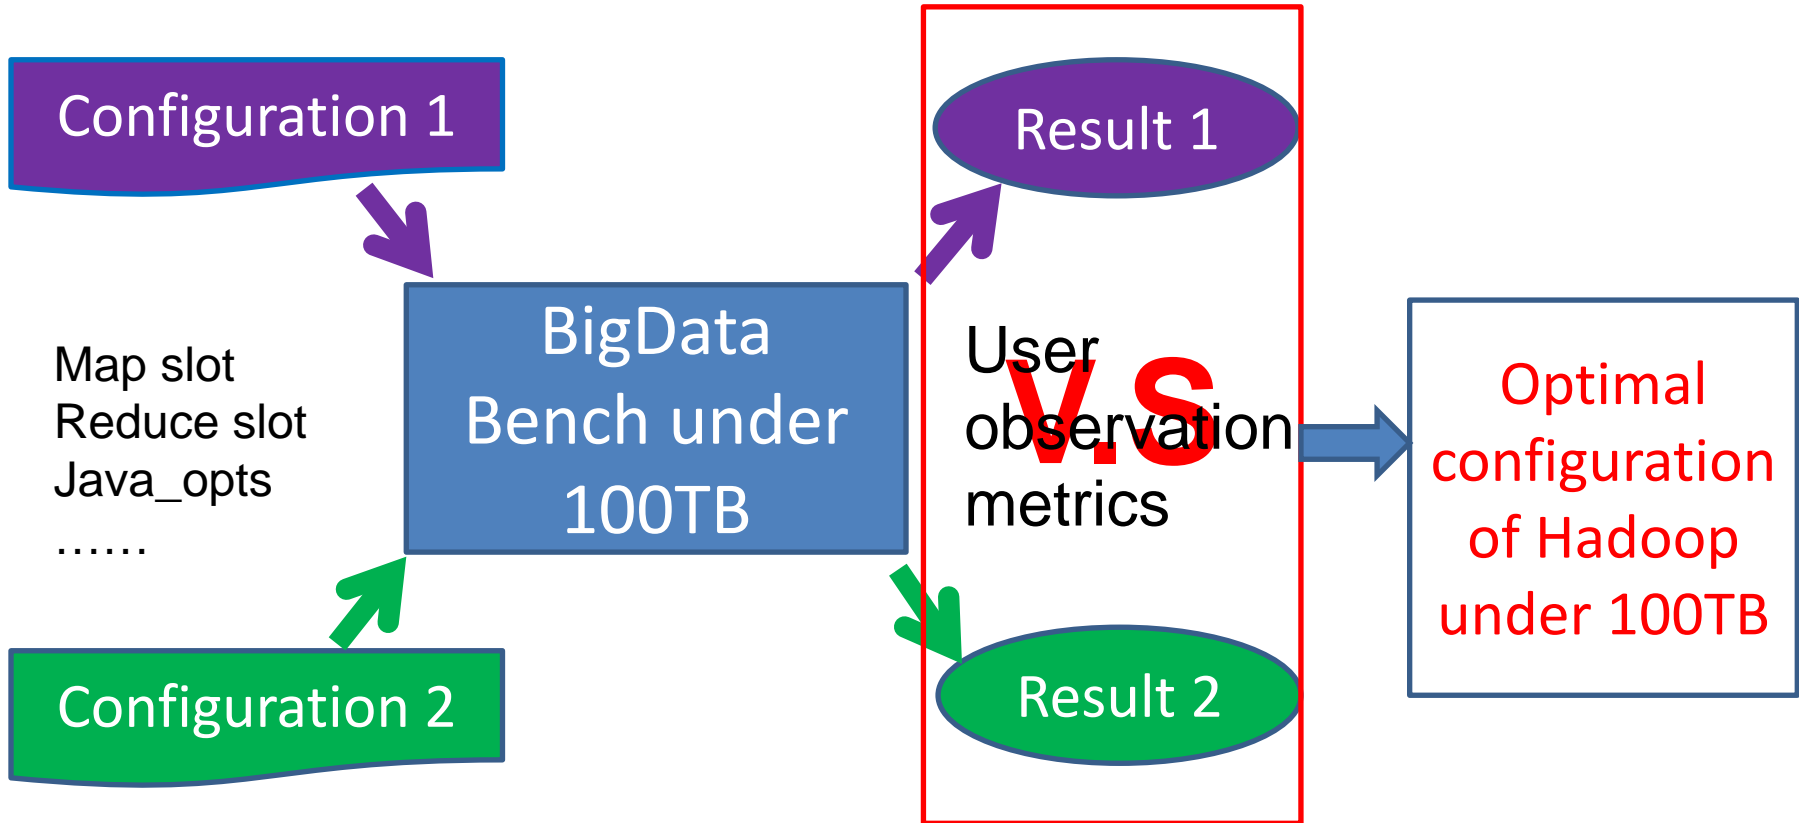 Configuration 1
Map slot
Reduce slot
Java_opts
......
Configuration 2
BigData
Bench under
100TB
Result 1
User
observation
metrics
V.S
Result 2
Optimal
configuration
of Hadoop
under 100TB